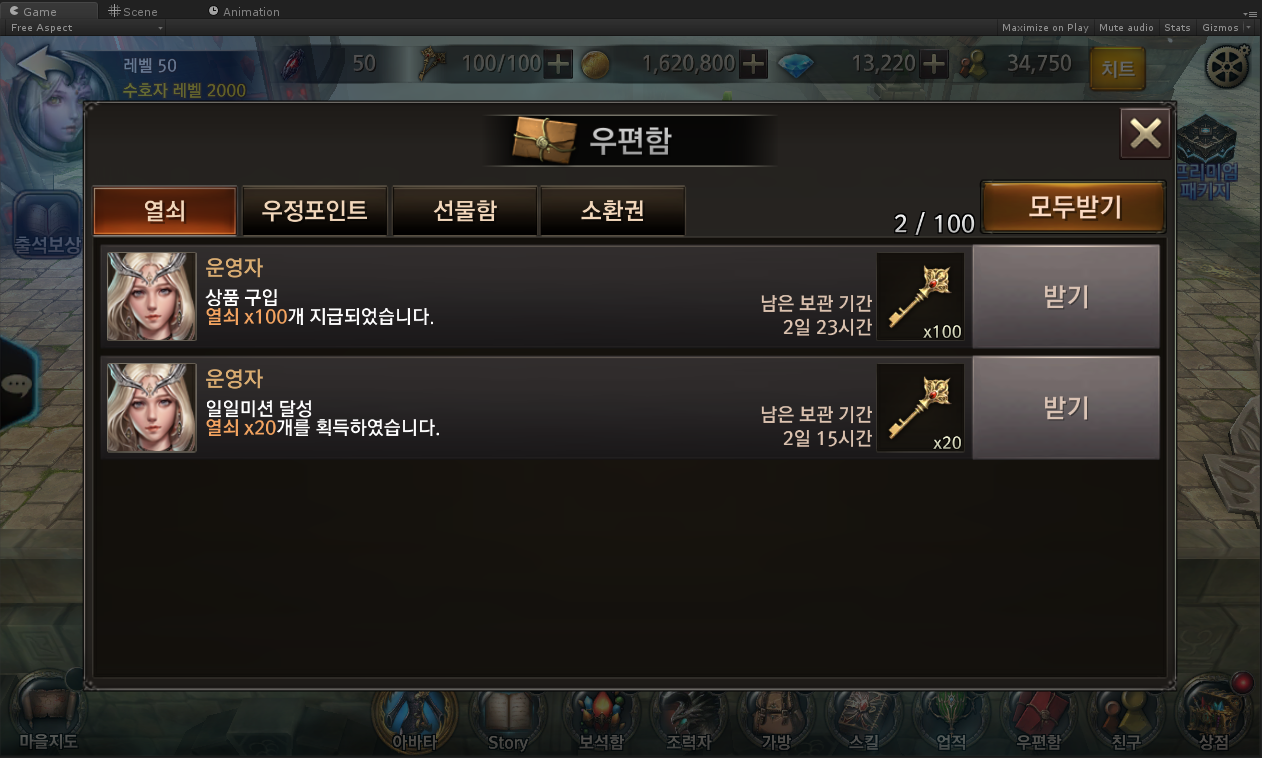 Game
Scene
Animation
Free Aspect
Maximize on Play
Mute audio
Stats
Gizmos
레벨 50
수호자 레벨 2000
50
100/100
1,620,800
13,220
34,750
치트
우편함
프리미엄
패키지
출석보상
열쇠
우정포인트
선물함
소환권
2 / 100
모두받기
운영자
상품 구입
열쇠 x100개 지급되었습니다.
남은 보관 기간
2일 23시간
x100
받기
운영자
일일미션 달성
열쇠 x20개를 획득하였습니다.
남은 보관 기간
2일 15시간
x20
받기
마을지도
아바타
Story
보석함
조력자
가방
스킬
업적
우편함
친구
상점